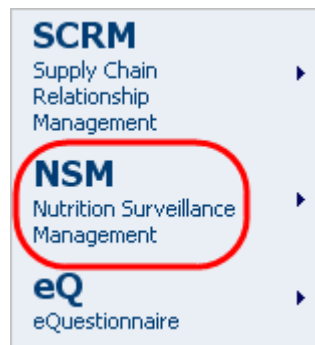 SCRM
Supply Chain
Relationship
Management
NSM
Nutrition Surveillance
Management
eQ
eQuestionnaire